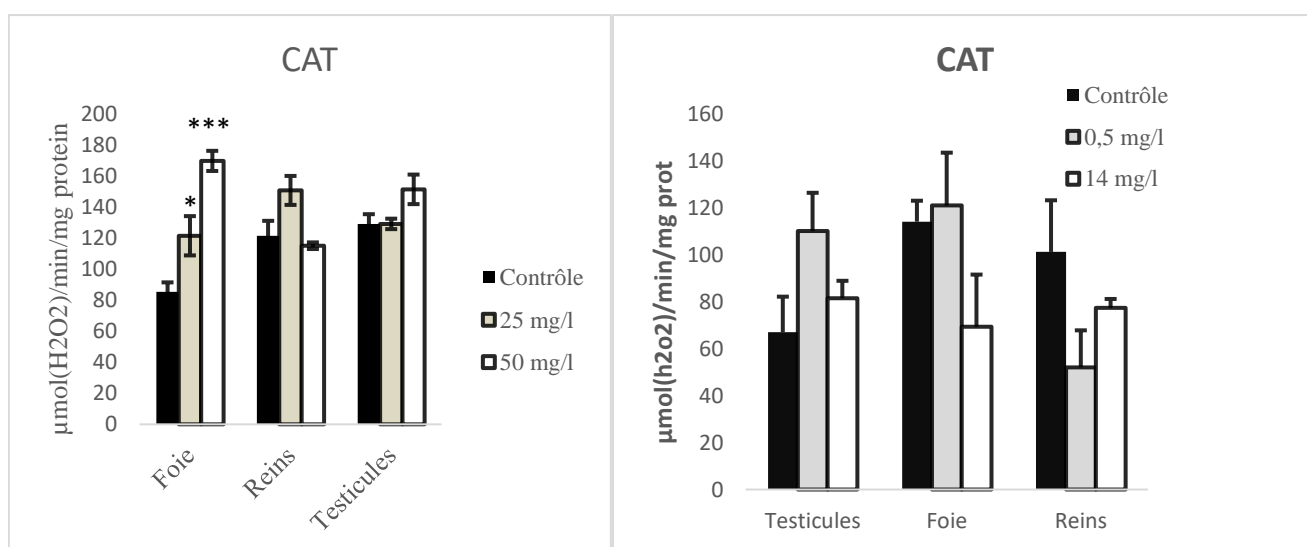 CAT
µmol(H2O2)/min/mg protein
200
180
160
140
120
100
80
60
40
20
0
***
*
Foie
Reins
Testicules
Contrôle
25 mg/l
50 mg/l
CAT
µmol(h2o2)/min/mg prot
160
140
120
100
80
60
40
20
0
Testicules
Foie
Reins
Contrôle
0,5 mg/l
14 mg/l